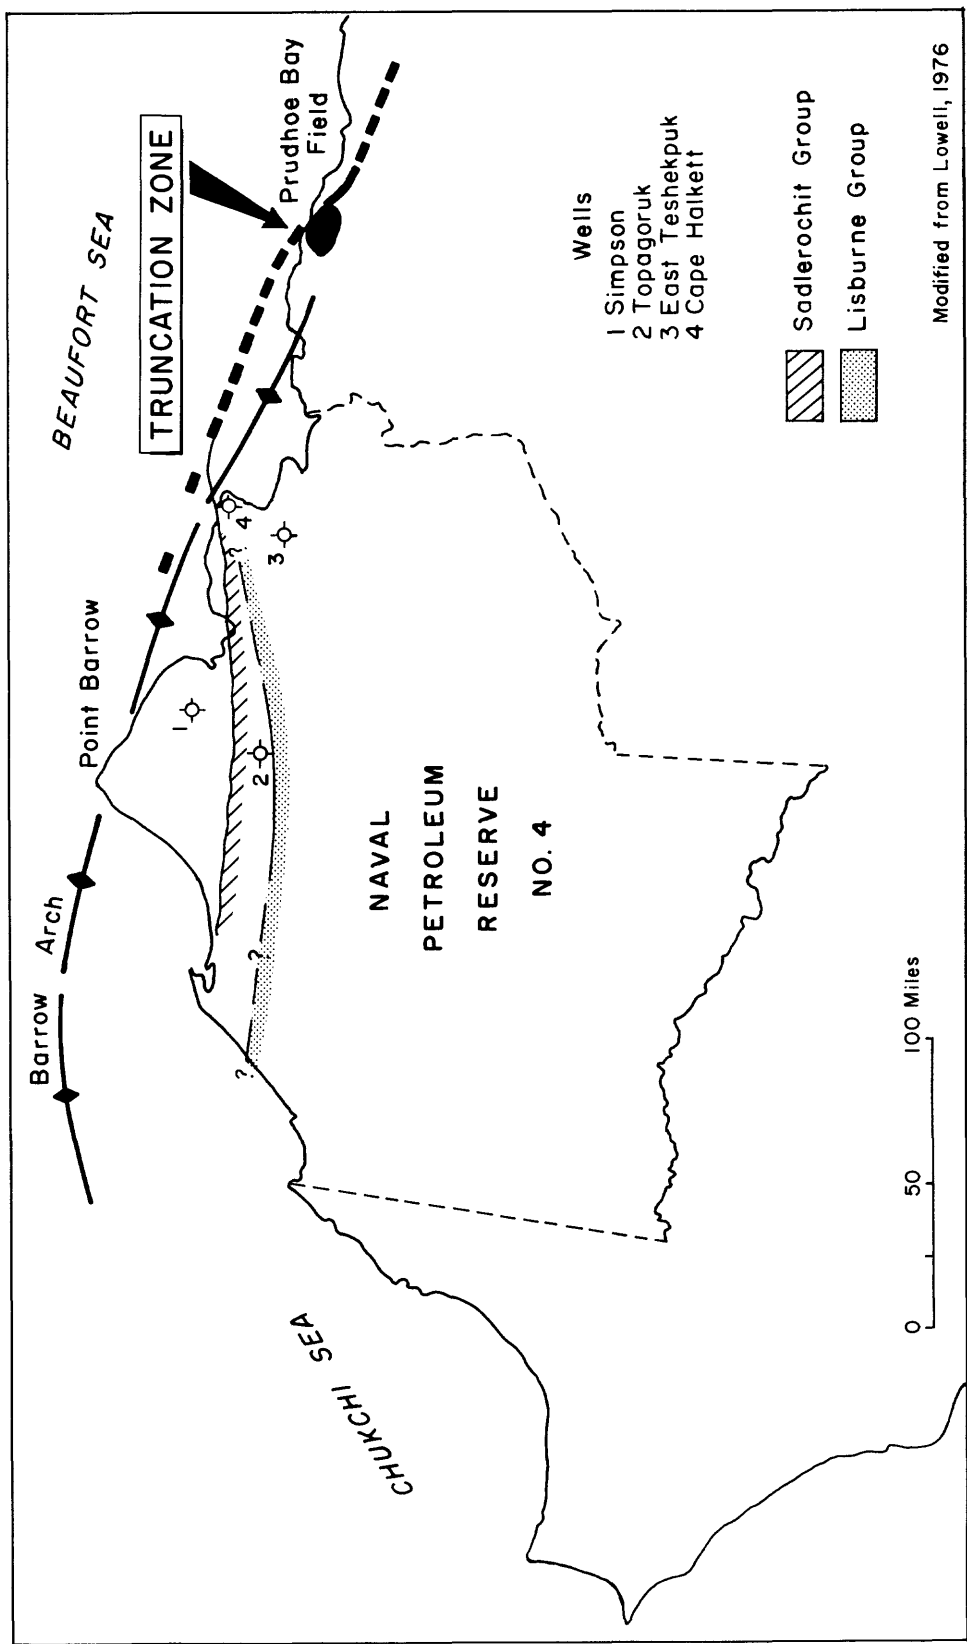 BEAUFORT SEA
TRUNCATION ZONE
Prudhoe Bay
Field
Point Barrow
Barrow Arch
CHUKCHI SEA
1
2
3
4
?
?
?
NAVAL
PETROLEUM
RESERVE
NO. 4
Wells
1 Simpson
2 Topagoruk
3 East Teshekpuk
4 Cape Halkett
Sadlerochit Group
Lisburne Group
0 50 100 Miles
Modified from Lowell, 1976